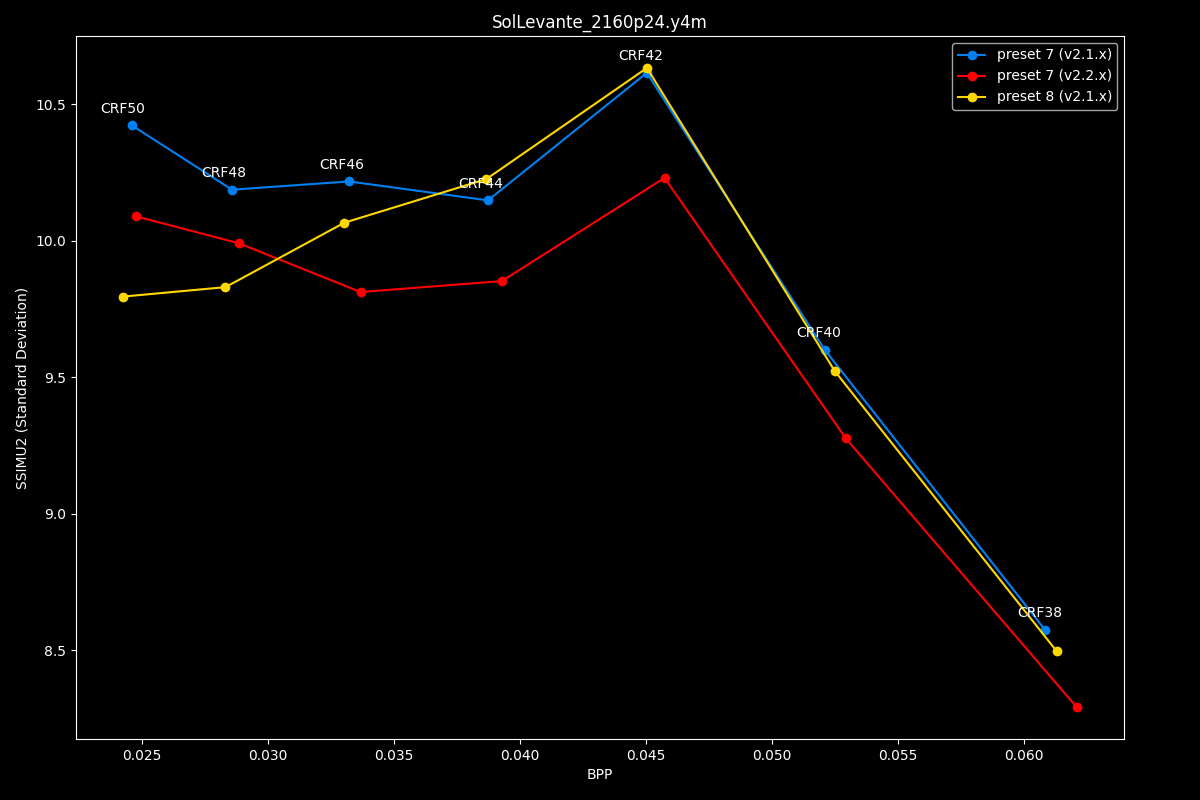 SolLevante_2160p24.y4m
preset 7 (v2.1.x)
preset 7 (v2.2.x)
preset 8 (v2.1.x)
CRF50
CRF48
CRF46
CRF44
CRF42
CRF40
CRF38
10.5
10.0
9.5
9.0
8.5
SSIMU2 (Standard Deviation)
0.025 0.030 0.035 0.040 0.045 0.050 0.055 0.060
BPP